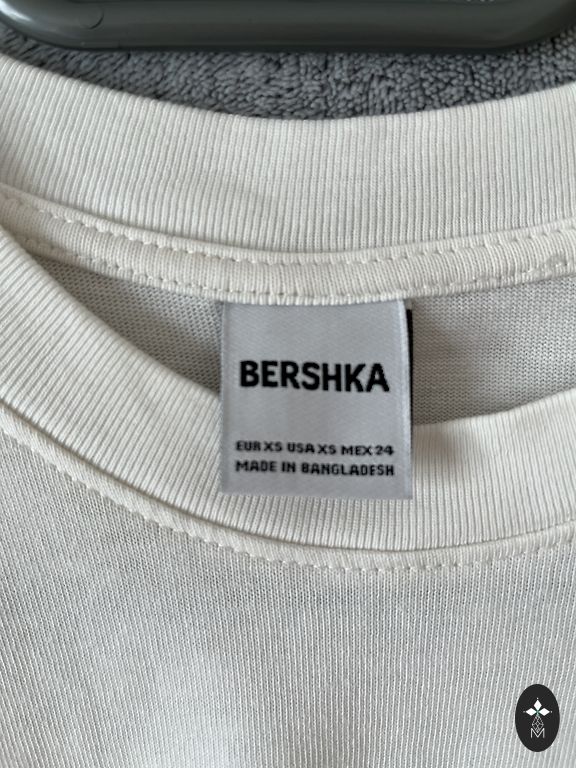 BERSHKA
EUR XS USA XS MEX 24
MADE IN BANGLADESH
M